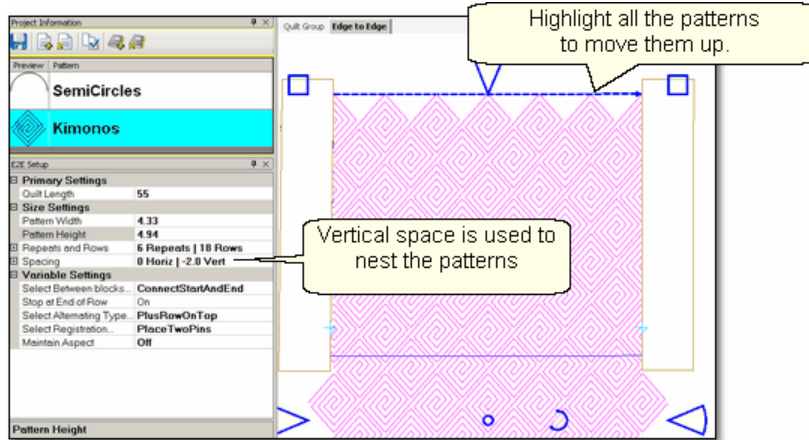 Project Information
Quilt Group Edge to Edge
Highlight all the patterns
to move them up.
Preview Pattern
SemiCircles
Kimonos
E2E Setup
Primary Settings
Quilt Length 55
Size Settings
Pattern Width 4.33
Pattern Height 4.94
Repeats and Rows 6 Repeats | 18 Rows
Spacing 0 Horiz | -2.0 Vert
Variable Settings
Select Between blocks... ConnectStartAndEnd
Stop at End of Row On
Select Alternating Type... PlusRowOnTop
Select Registration... PlaceTwoPins
Maintain Aspect Off
Vertical space is used to
nest the patterns
Pattern Height